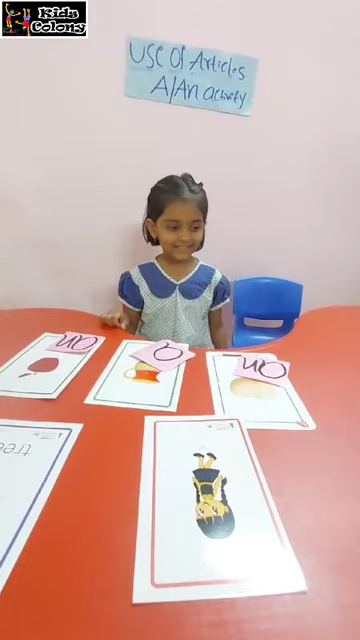 Kids
Colony
Use Of Articles
A/An activity
an
a
an
tree